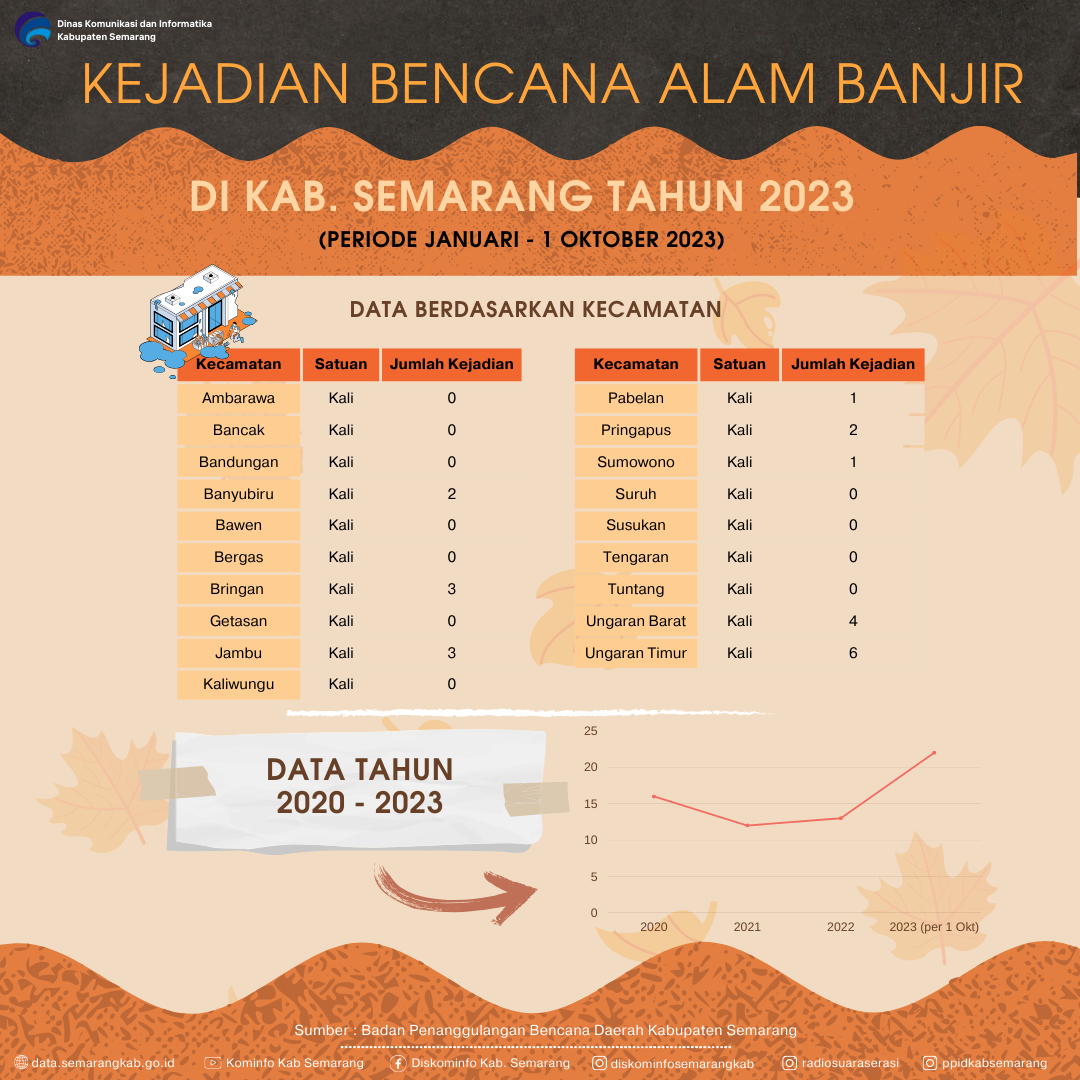 Dinas Komunikasi dan Informatika
Kabupaten Semarang
KEJADIAN BENCANA ALAM BANJIR
DI KAB. SEMARANG TAHUN 2023
(PERIODE JANUARI - 1 OKTOBER 2023)
DATA BERDASARKAN KECAMATAN
Kecamatan Satuan Jumlah Kejadian
Ambarawa Kali 0
Bancak Kali 0
Bandungan Kali 0
Banyubiru Kali 2
Bawen Kali 0
Bergas Kali 0
Bringan Kali 3
Getasan Kali 0
Jambu Kali 3
Kaliwungu Kali 0
Kecamatan Satuan Jumlah Kejadian
Pabelan Kali 1
Pringapus Kali 2
Sumowono Kali 1
Suruh Kali 0
Susukan Kali 0
Tengaran Kali 0
Tuntang Kali 0
Ungaran Barat Kali 4
Ungaran Timur Kali 6
DATA TAHUN
2020 - 2023
25
20
15
10
5
0
2020 2021 2022 2023 (per 1 Okt)
Sumber : Badan Penanggulangan Bencana Daerah Kabupaten Semarang
data.semarangkab.go.id Kominfo Kab Semarang Diskominfo Kab. Semarang diskominfosemarangkab radiosuaraserasi ppidkabsemarang